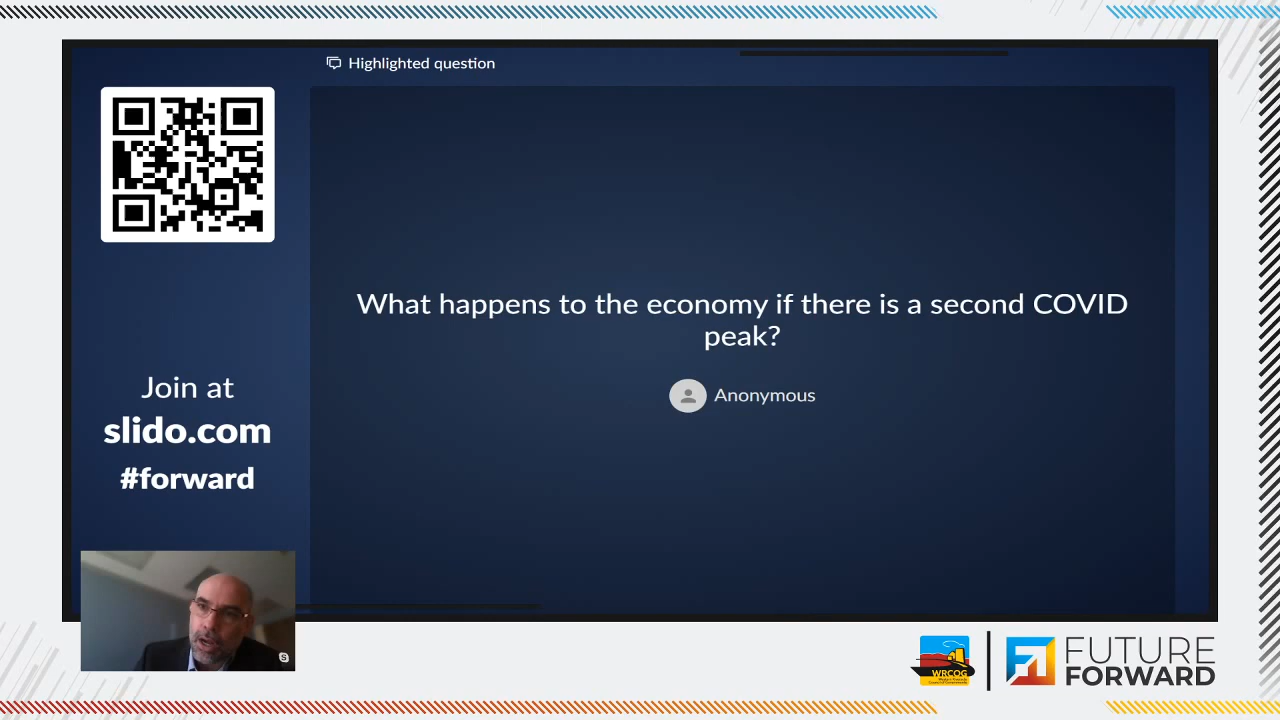 Highlighted question
What happens to the economy if there is a second COVID
peak?
Anonymous
Join at
slido.com
#forward
WRCOG
FUTURE
FORWARD